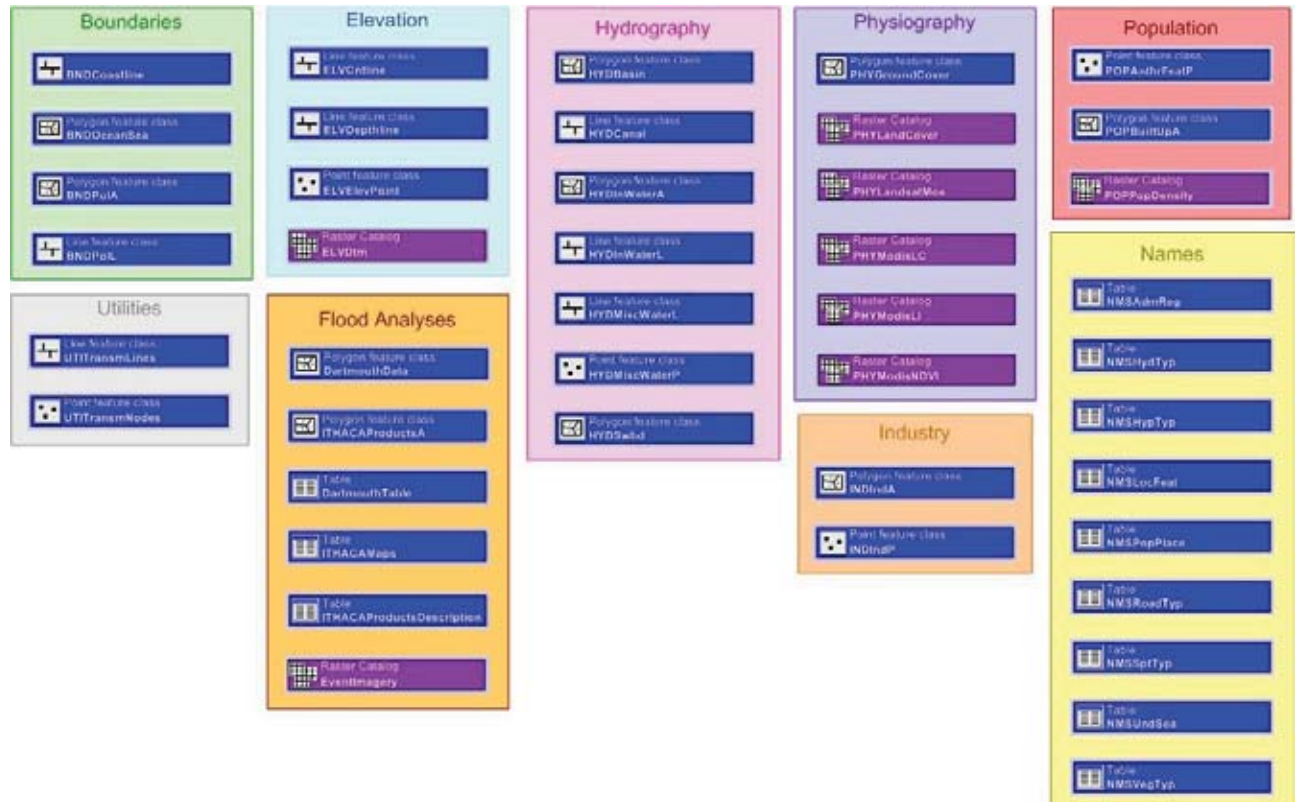 Boundaries
BNDCoastline
Polygon feature class
BNDOceanSea
Polygon feature class
BNDPolA
Line feature class
BNDPolL
Utilities
Line feature class
UTITransmLines
Point feature class
UTITransmNodes
Elevation
Line feature class
ELVCntline
Line feature class
ELVDepthline
Point feature class
ELVElevPoint
Raster Catalog
ELVDtm
Flood Analyses
Polygon feature class
DartmouthData
Polygon feature class
ITHACAProductsA
Table
DartmouthTable
Table
ITHACAMaps
Table
ITHACAProductsDescription
Raster Catalog
EventImagery
Hydrography
Polygon feature class
HYDBasin
Line feature class
HYDCanal
Polygon feature class
HYDInWaterA
Line feature class
HYDInWaterL
Line feature class
HYDMiscWaterL
Point feature class
HYDMiscWaterP
Polygon feature class
Physiography
Polygon feature class
PHYGroundCover
Raster Catalog
PHYLandCover
Raster Catalog
PHYLandsatMos
Raster Catalog
PHYModisLC
Raster Catalog
PHYModisLI
Raster Catalog
PHYModisNDVI
Industry
Polygon feature class
INDIndA
Point feature class
INDIndP
Population
Point feature class
POPAnthrFeatP
Polygon feature class
POPBuiltUpA
Raster Catalog
POPPopDensity
Names
Table
NMSAdmReg
Table
NMSHydTyp
Table
NMSHypTyp
Table
NMSLocFeat
Table
NMSPopPlace
Table
NMSRoadTyp
Table
NMSSptTyp
Table
NMSUndSea
Table
NMSVegTyp